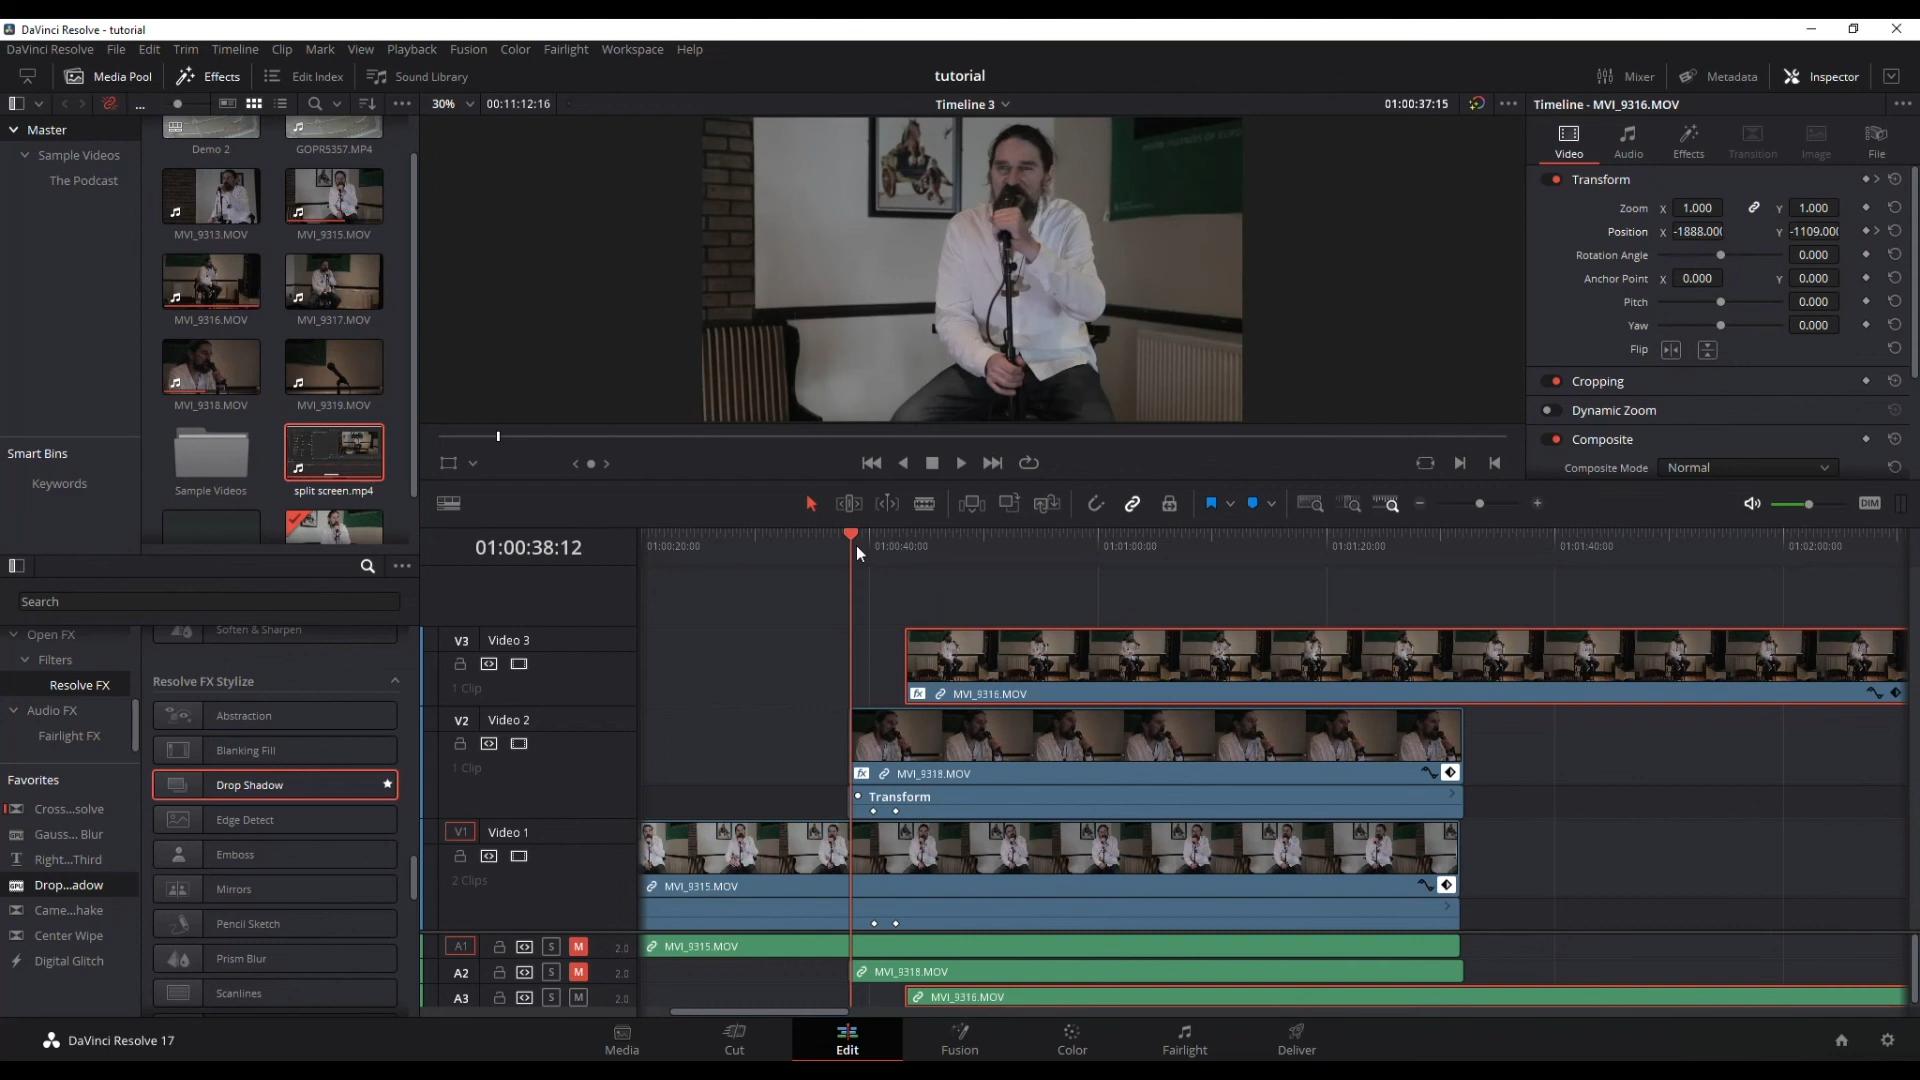 DaVinci Resolve - tutorial
DaVinci Resolve File Edit Trim Timeline Clip Mark View Playback Fusion Color Fairlight Workspace Help
Media Pool Effects Edit Index Sound Library
tutorial
Mixer Metadata Inspector
... 30% 00:11:12:16 Timeline 3 01:00:37:15 Timeline - MVI_9316.MOV
Master
Sample Videos
The Podcast
Smart Bins
Keywords
Demo 2 GOPR5357.MP4
MVI_9313.MOV MVI_9315.MOV
MVI_9316.MOV MVI_9317.MOV
MVI_9318.MOV MVI_9319.MOV
Sample Videos split screen.mp4
Video Audio Effects Transition Image File
Transform
Zoom X 1.000 Y 1.000
Position X -1888.000 Y -1109.000
Rotation Angle 0.000
Anchor Point X 0.000 Y 0.000
Pitch 0.000
Yaw 0.000
Flip
Cropping
Dynamic Zoom
Composite
Composite Mode Normal
DIM
Search
Open FX
Filters
Resolve FX
Audio FX
Fairlight FX
Favorites
Cross...solve
Gauss... Blur
Right...Third
Drop...adow
Came...hake
Center Wipe
Digital Glitch
Soften & Sharpen
Resolve FX Stylize
Abstraction
Blanking Fill
Drop Shadow
Edge Detect
Emboss
Mirrors
Pencil Sketch
Prism Blur
Scanlines
01:00:38:12
01:00:20:00 01:00:40:00 01:01:00:00 01:01:20:00 01:01:40:00 01:02:00:00
V3 Video 3
1 Clip
fx MVI_9316.MOV
V2 Video 2
1 Clip
fx MVI_9318.MOV
Transform
V1 Video 1
2 Clips
MVI_9315.MOV
A1 S M 2.0 MVI_9315.MOV
A2 S M 2.0 MVI_9318.MOV
A3 S M 2.0 MVI_9316.MOV
DaVinci Resolve 17
Media Cut Edit Fusion Color Fairlight Deliver